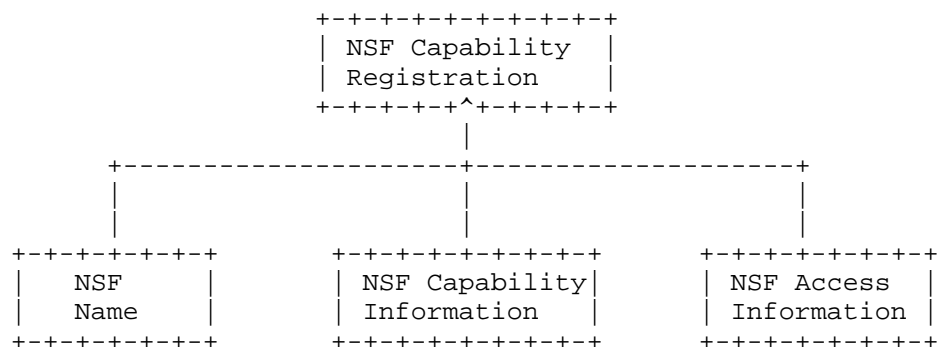 NSF Capability
Registration
NSF
Name
NSF Capability
Information
NSF Access
Information